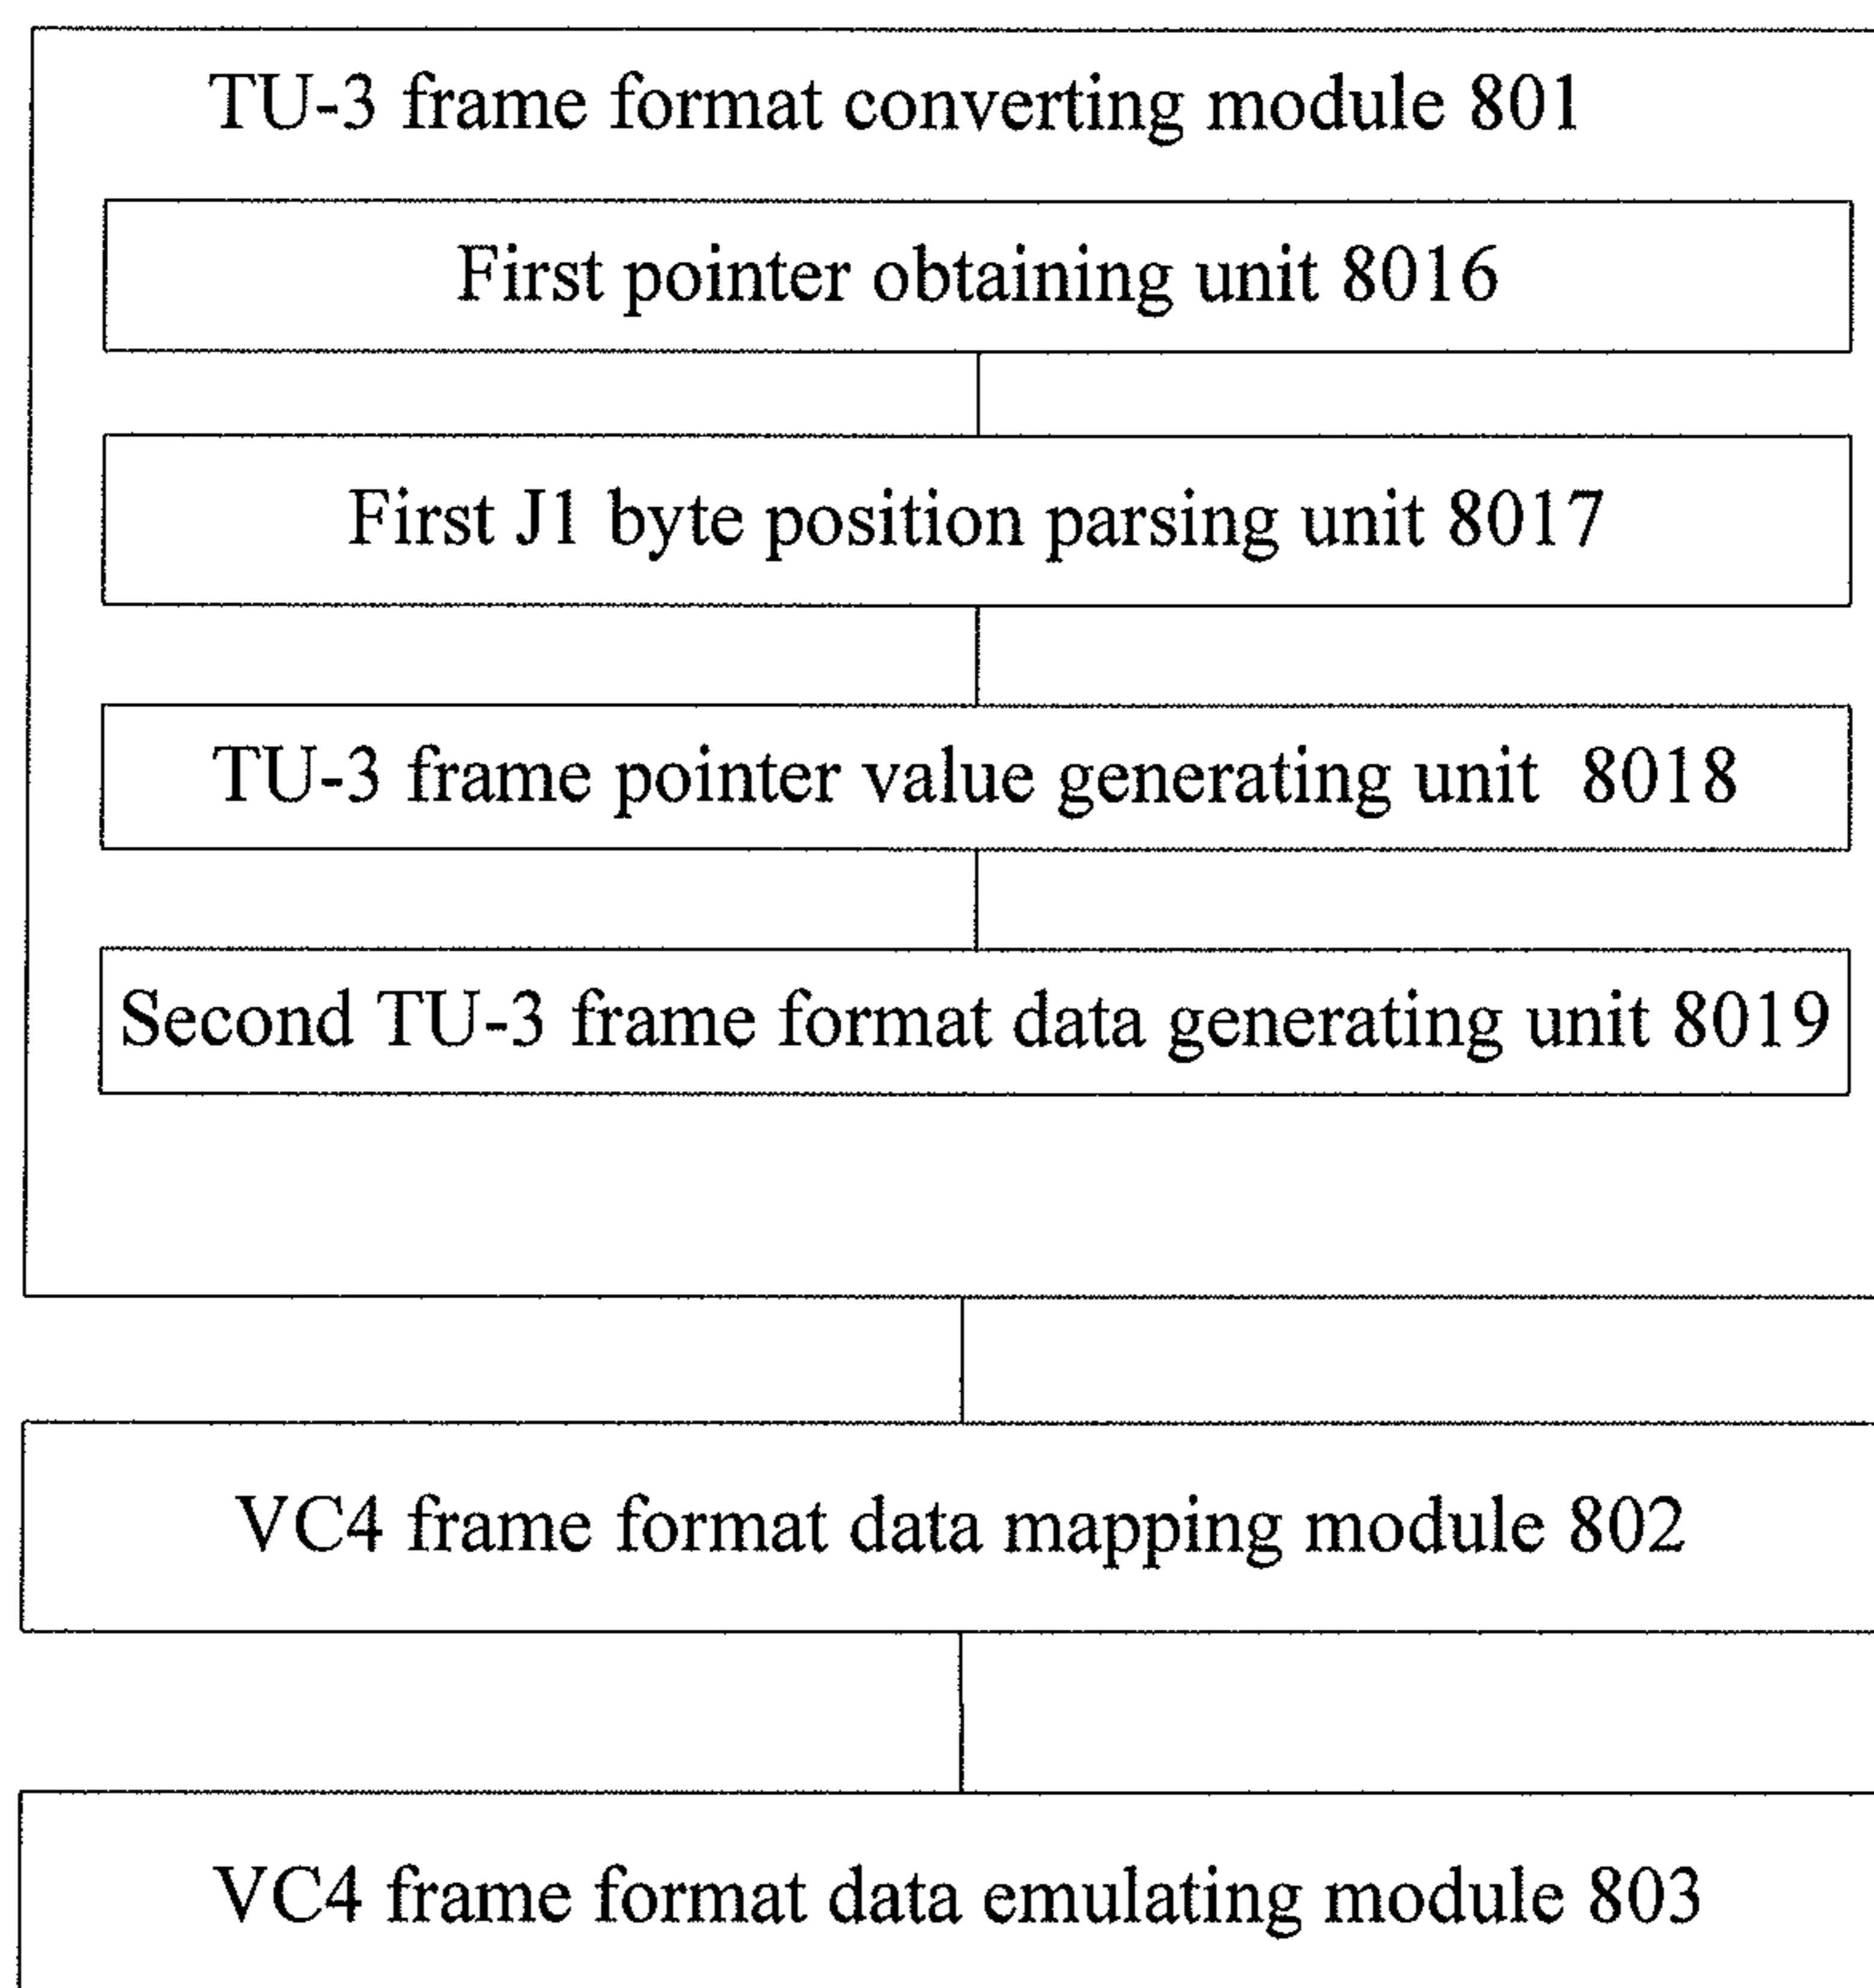 TU-3 frame format converting module 801
First pointer obtaining unit 8016
First J1 byte position parsing unit 8017
TU-3 frame pointer value generating unit 8018
Second TU-3 frame format data generating unit 8019
VC4 frame format data mapping module 802
VC4 frame format data emulating module 803